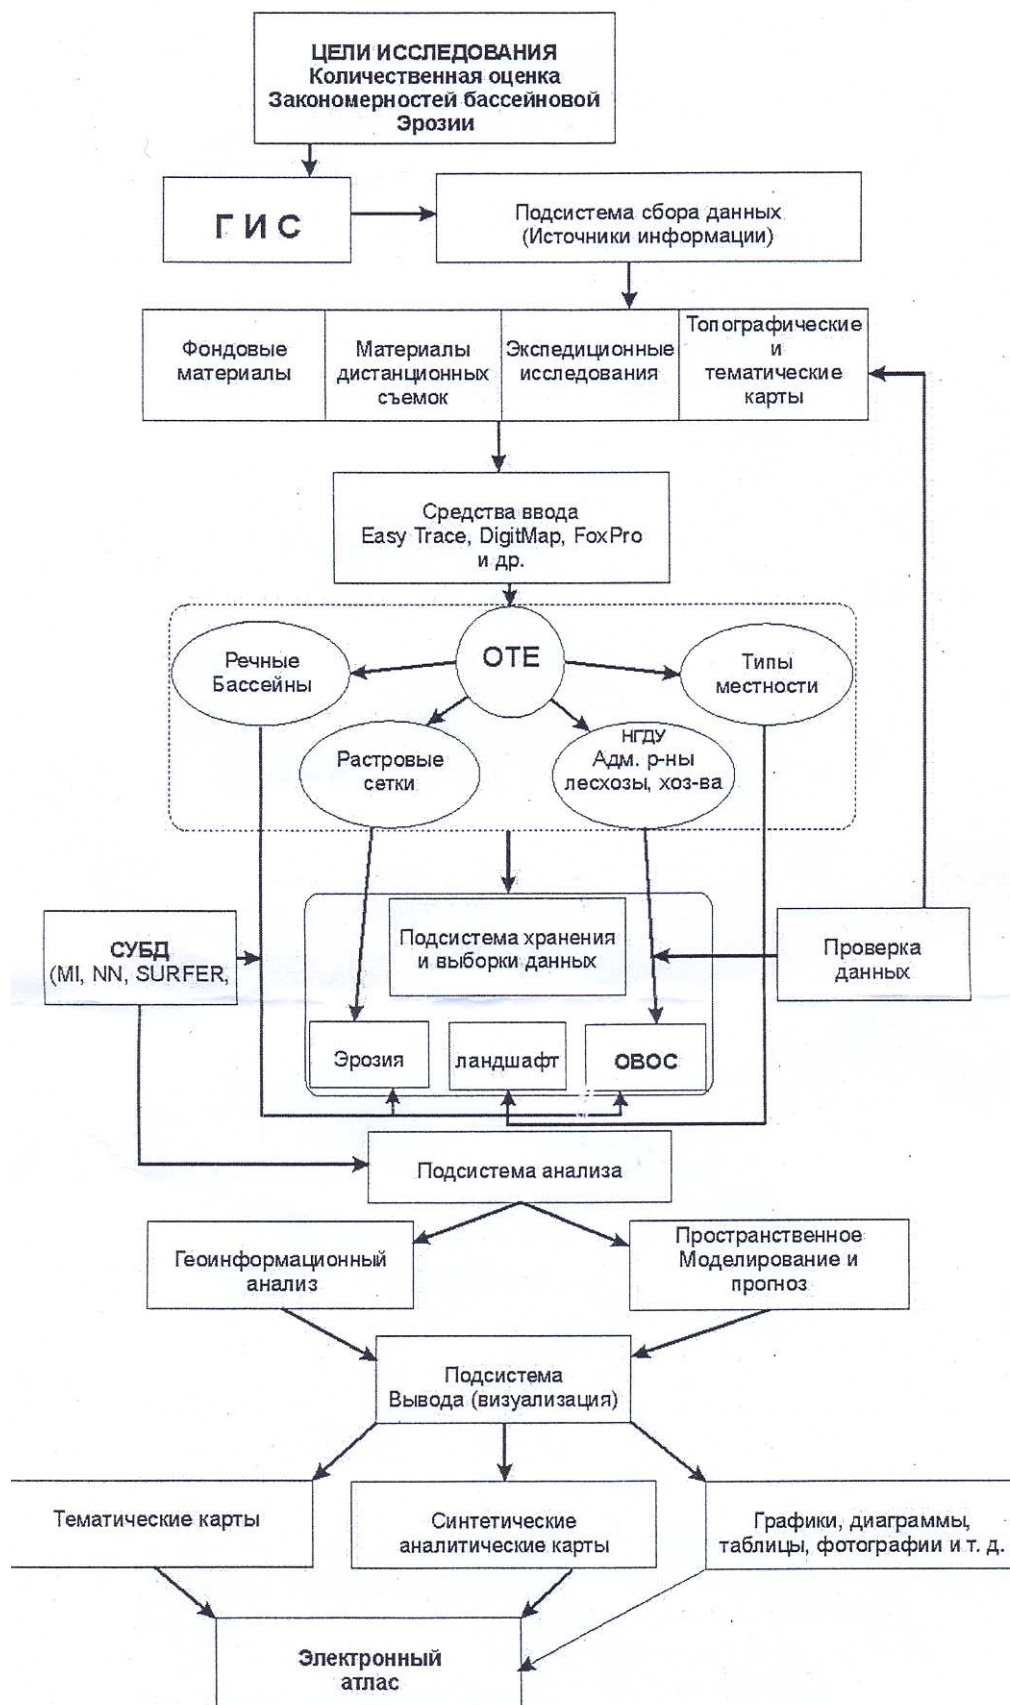 ЦЕЛИ ИССЛЕДОВАНИЯ
Количественная оценка
Закономерностей бассейновой
Эрозии
Г И С
Подсистема сбора данных
(Источники информации)
Фондовые
материалы
Материалы
дистанционных
съемок
Экспедиционные
исследования
Топографические
и
тематические
карты
Средства ввода
Easy Trace, DigitMap, FoxPro
и др.
ОТЕ
Речные
Бассейны
Типы
местности
Растровые
сетки
НГДУ
Адм. р-ны
лесхозы, хоз-ва
СУБД
(MI, NN, SURFER,
Подсистема хранения
и выборки данных
Проверка
данных
Эрозия
ландшафт
ОВОС
Подсистема анализа
Геоинформационный
анализ
Пространственное
Моделирование и
прогноз
Подсистема
Вывода (визуализация)
Тематические карты
Синтетические
аналитические карты
Графики, диаграммы,
таблицы, фотографии и т. д.
Электронный
атлас